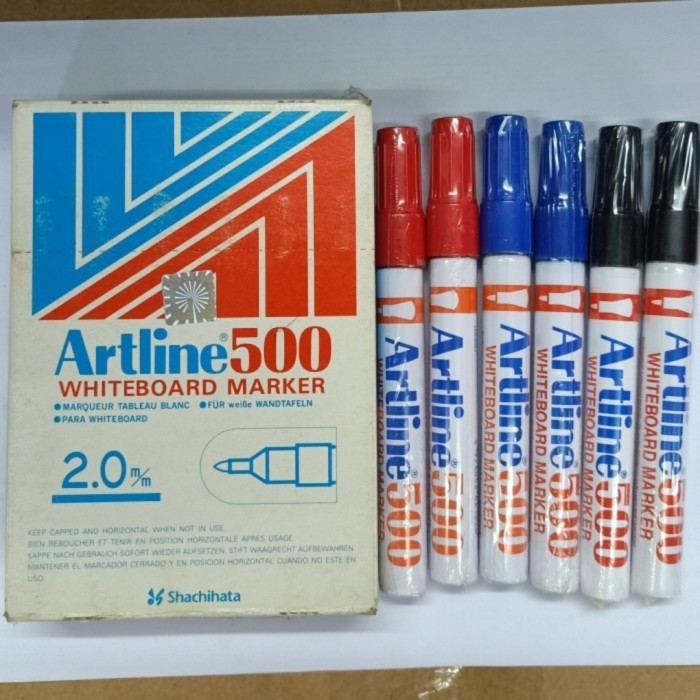 Artline®500
WHITEBOARD MARKER
●MARQUEUR TABLEAU BLANC ●FÜR weiße WANDTAFELN
●PARA WHITEBOARD
2.0 m/m
KEEP CAPPED AND HORIZONTAL WHEN NOT IN USE
BIEN REBOUCHER ET TENIR EN POSITION HORIZONTALE APRES USAGE
KAPPE NACH GEBRAUCH SOFORT WIEDER AUFSETZEN. STIFT WAAGRECHT AUFBEWAHREN
MANTENER EL MARCADOR CERRADO Y EN POSICION HORIZONTAL CUANDO NO ESTE EN
USO.
Shachihata
Artline 500
WHITEBOARD MARKER
Artline 500
Artline 500
WHITEBOARD MARKER
Artline 500
WHITEBOARD MARKER
Artline 500
WHITEBOARD MARKER
Artline 500
WHITEBOARD MARKER